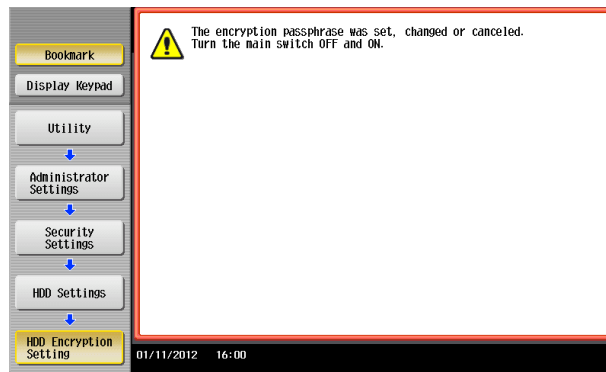 Bookmark
Display Keypad
Utility
Administrator
Settings
Security
Settings
HDD Settings
HDD Encryption
Setting
The encryption passphrase was set, changed or canceled.
Turn the main switch OFF and ON.
01/11/2012 16:00